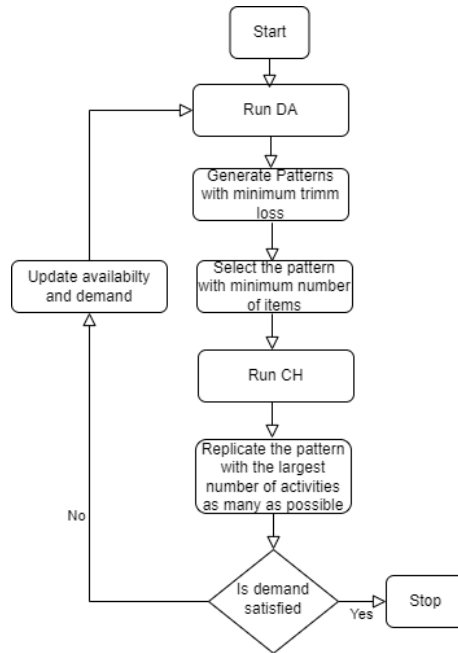 Start
Run DA
Generate Patterns
with minimum trimm
loss
Update availabilty
and demand
Select the pattern
with minimum number
of items
Run CH
Replicate the pattern
with the largest
number of activities
as many as possible
No
Is demand
satisfied
Yes
Stop